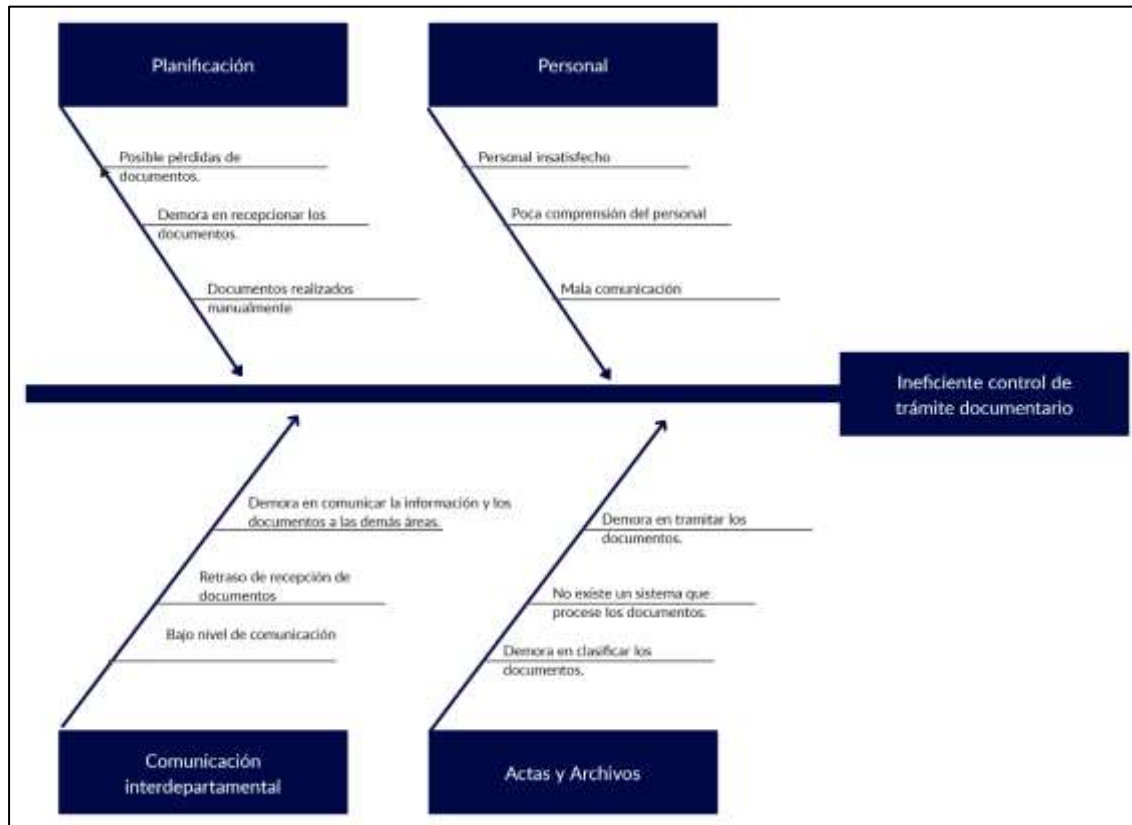 Planificación
Personal
Posible pérdidas de
documentos.
Demora en recepcionar los
documentos.
Documentos realizados
manualmente
Personal insatisfecho
Poca comprensión del personal
Mala comunicación
Ineficiente control de
trámite documentario
Demora en comunicar la información y los
documentos a las demás áreas.
Retraso de recepción de
documentos
Bajo nivel de comunicación
Demora en tramitar los
documentos.
No existe un sistema que
procese los documentos.
Demora en clasificar los
documentos.
Comunicación
interdepartamental
Actas y Archivos